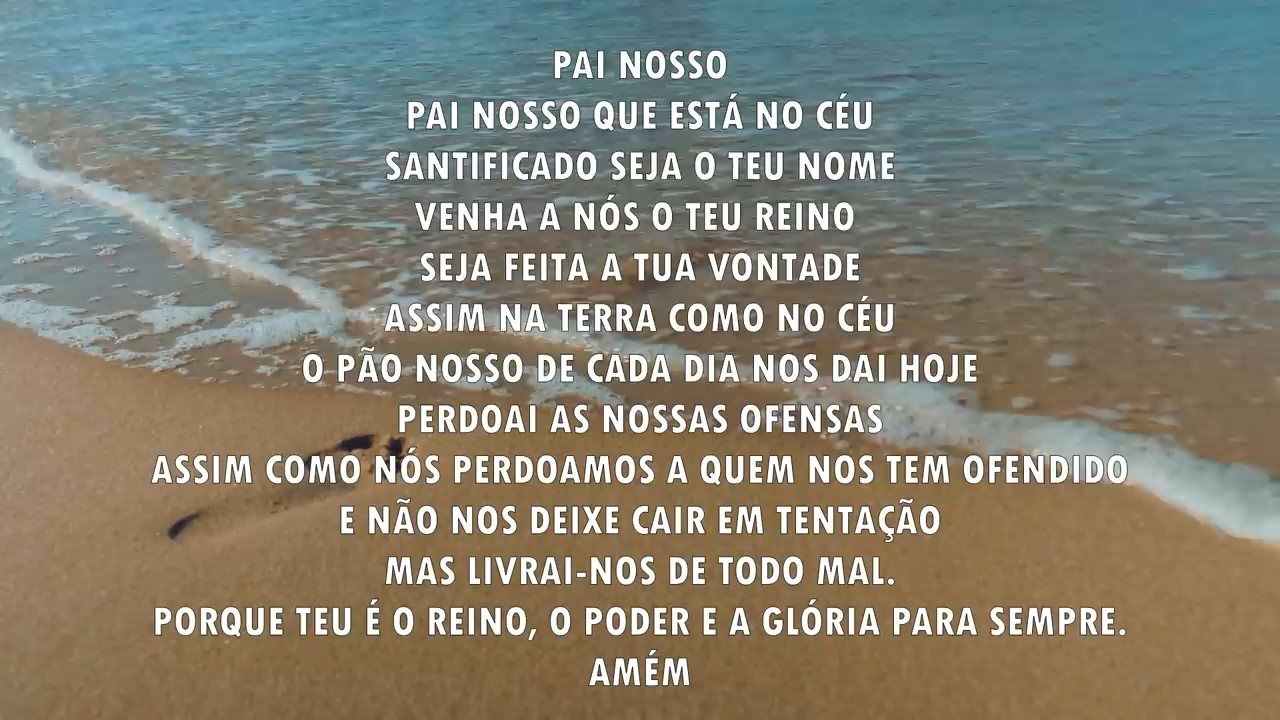 PAI NOSSO
PAI NOSSO QUE ESTÁ NO CÉU
SANTIFICADO SEJA O TEU NOME
VENHA A NÓS O TEU REINO
SEJA FEITA A TUA VONTADE
ASSIM NA TERRA COMO NO CÉU
O PÃO NOSSO DE CADA DIA NOS DAI HOJE
PERDOAI AS NOSSAS OFENSAS
ASSIM COMO NÓS PERDOAMOS A QUEM NOS TEM OFENDIDO
E NÃO NOS DEIXE CAIR EM TENTAÇÃO
MAS LIVRAI-NOS DE TODO MAL.
PORQUE TEU É O REINO, O PODER E A GLÓRIA PARA SEMPRE.
AMÉM